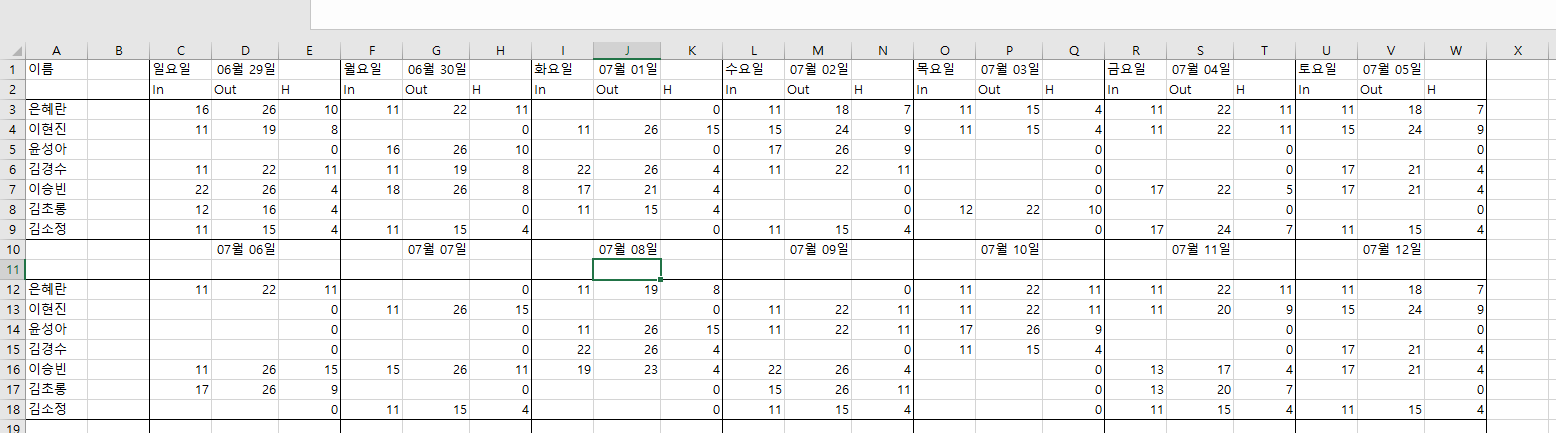 A B C D E F G H I J K L M N O P Q R S T U V W X
1 이름 일요일 06월 29일 월요일 06월 30일 화요일 07월 01일 수요일 07월 02일 목요일 07월 03일 금요일 07월 04일 토요일 07월 05일
2 In Out H In Out H In Out H In Out H In Out H In Out H In Out H
3 은혜란 16 26 10 11 22 11 0 11 18 7 11 15 4 11 22 11 11 18 7
4 이현진 11 19 8 0 11 26 15 15 24 9 11 15 4 11 22 11 15 24 9
5 윤성아 0 16 26 10 0 17 26 9 0 0 0
6 김경수 11 22 11 11 19 8 22 26 4 11 22 11 0 0 17 21 4
7 이승빈 22 26 4 18 26 8 17 21 4 0 0 17 22 5 17 21 4
8 김초롱 12 16 4 0 11 15 4 0 12 22 10 0 0
9 김소정 11 15 4 11 15 4 0 11 15 4 0 17 24 7 11 15 4
10 07월 06일 07월 07일 07월 08일 07월 09일 07월 10일 07월 11일 07월 12일
11
12 은혜란 11 22 11 0 11 19 8 0 11 22 11 11 22 11 11 18 7
13 이현진 0 11 26 15 0 11 22 11 11 22 11 11 20 9 15 24 9
14 윤성아 0 0 11 26 15 11 22 11 17 26 9 0 0
15 김경수 0 0 22 26 4 0 11 15 4 0 17 21 4
16 이승빈 11 26 15 15 26 11 19 23 4 22 26 4 0 13 17 4 17 21 4
17 김초롱 17 26 9 0 0 15 26 11 0 13 20 7 0
18 김소정 0 11 15 4 0 11 15 4 0 11 15 4 11 15 4
19